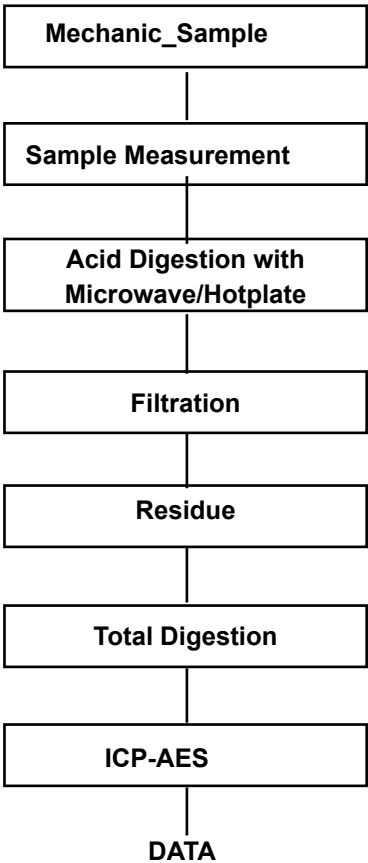 Mechanic_Sample
Sample Measurement
Acid Digestion with
Microwave/Hotplate
Filtration
Residue
Total Digestion
ICP-AES
DATA